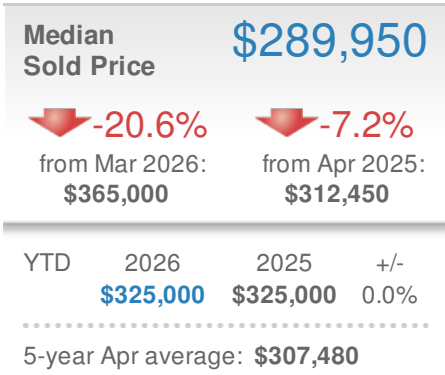 Median
Sold Price
$289,950
-20.6%
from Mar 2026:
$365,000
-7.2%
from Apr 2025:
$312,450
YTD 2026 2025 +/-
$325,000 $325,000 0.0%
5-year Apr average: $307,480